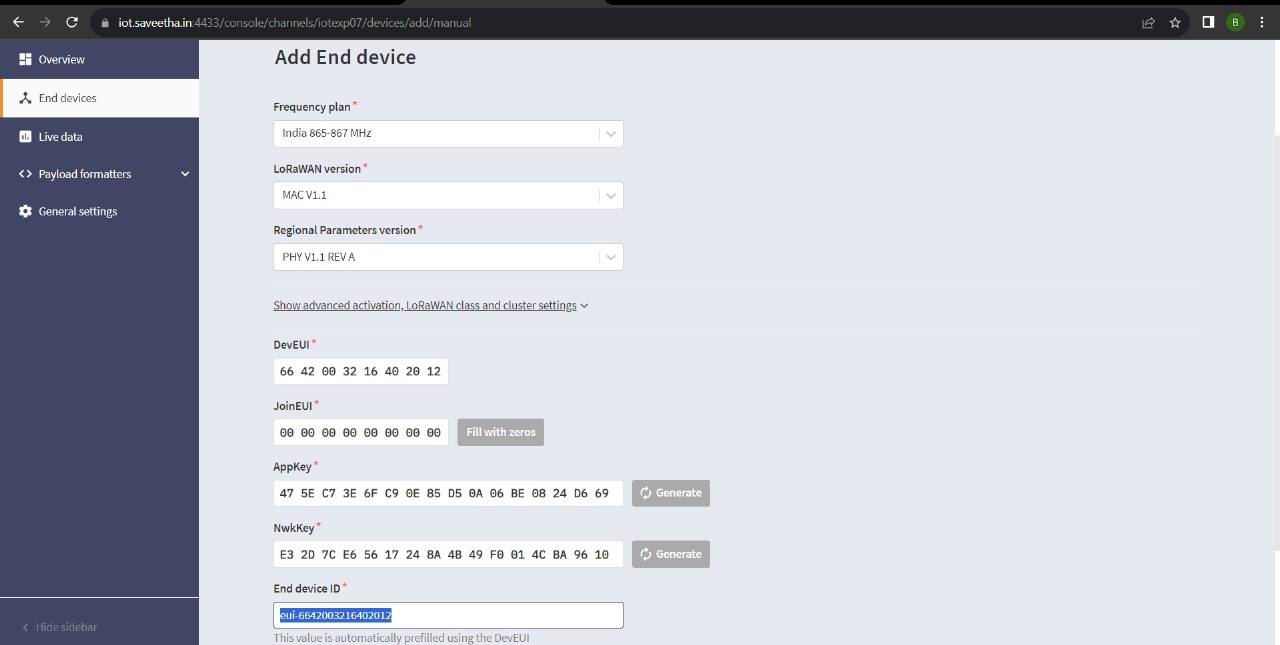 iot.saveetha.in:4433/console/channels/iotexp07/devices/add/manual
B
Overview
End devices
Live data
Payload formatters
General settings
Hide sidebar
Add End device
Frequency plan*
India 865-867 MHz
LoRaWAN version*
MAC V1.1
Regional Parameters version*
PHY V1.1 REV A
Show advanced activation, LoRaWAN class and cluster settings
DevEUI*
66 42 00 32 16 40 20 12
JoinEUI*
00 00 00 00 00 00 00 00 Fill with zeros
AppKey*
47 5E C7 3E 6F C9 0E 85 D5 0A 06 BE 08 24 D6 69 Generate
NwkKey*
E3 2D 7C E6 56 17 24 8A 4B 49 F0 01 4C BA 96 10 Generate
End device ID*
eui-6642003216402012
This value is automatically prefilled using the DevEUI